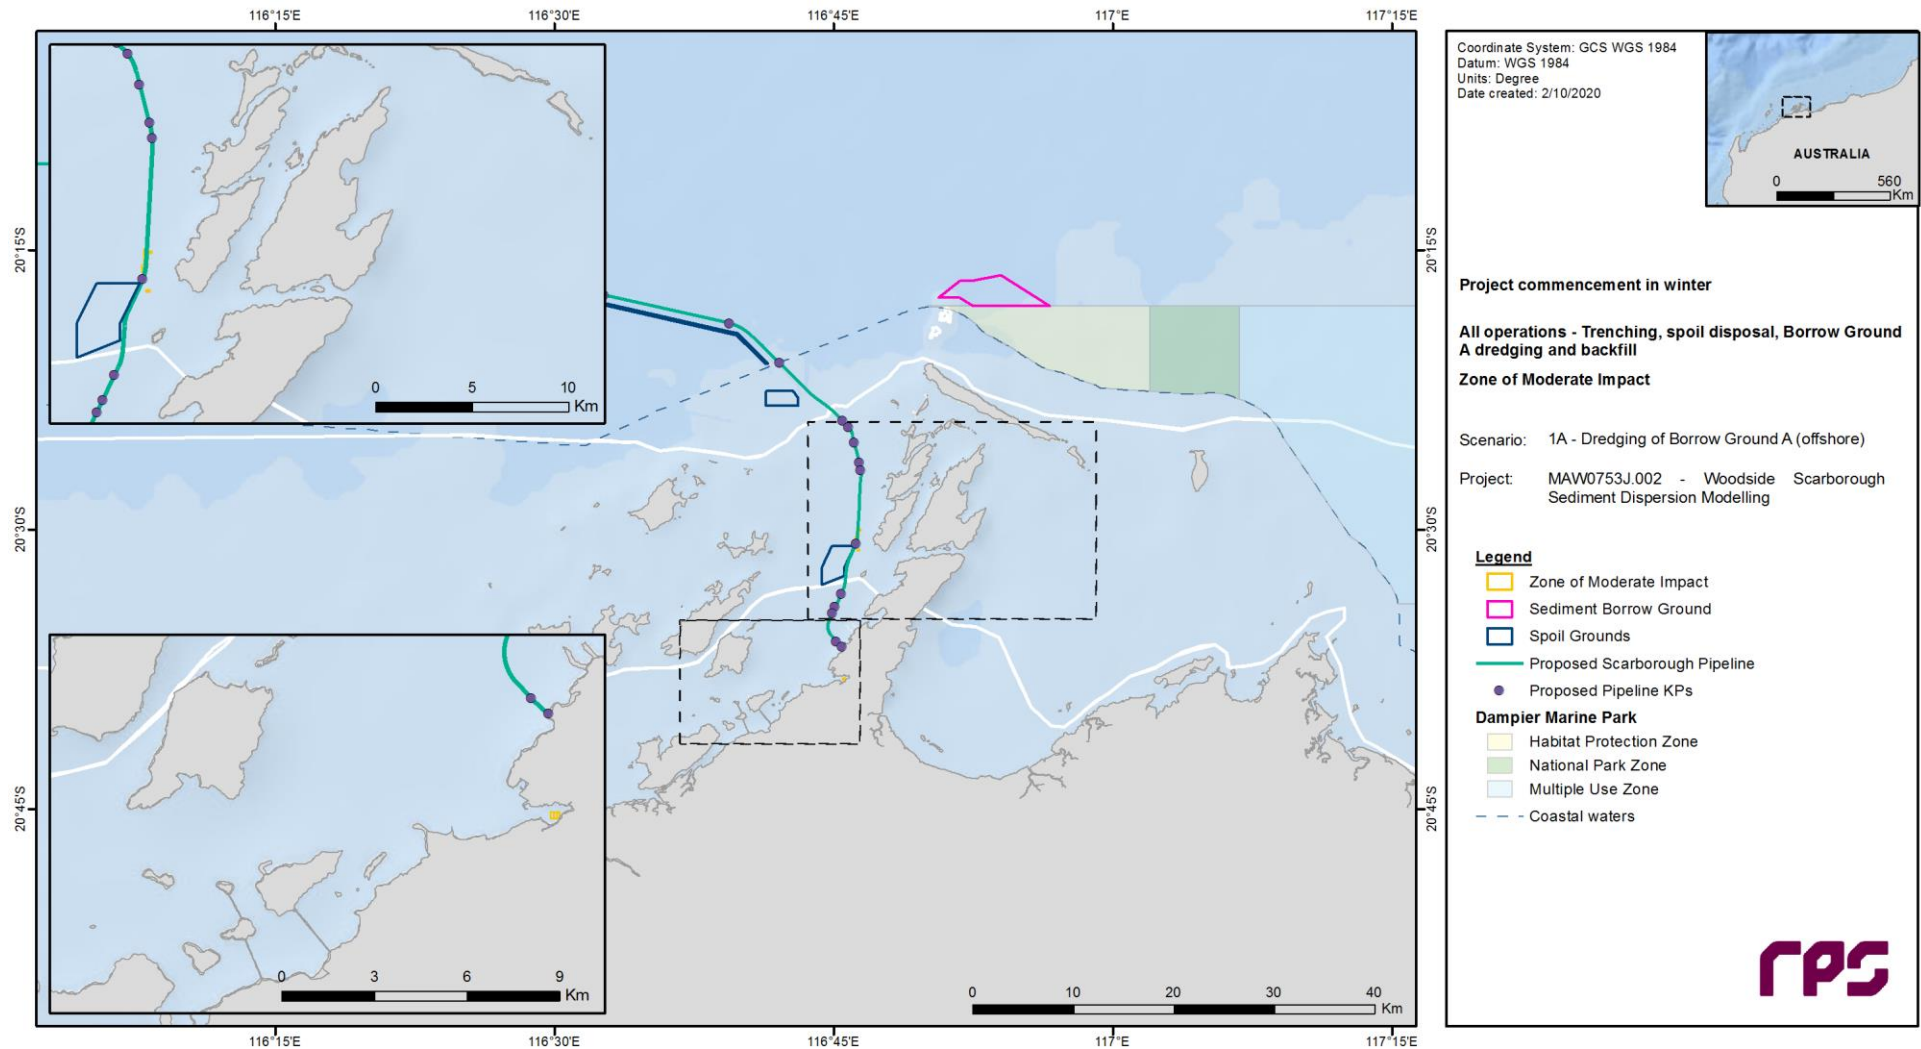 116°15'E
116°30'E
116°45'E
117°E
117°15'E
20°15'S
20°30'S
20°45'S
0 5 10
Km
0 3 6 9
Km
0 10 20 30 40
Km
20°15'S
20°30'S
20°45'S
116°15'E
116°30'E
116°45'E
117°E
117°15'E
Coordinate System: GCS WGS 1984
Datum: WGS 1984
Units: Degree
Date created: 2/10/2020
AUSTRALIA
0 560
Km
Project commencement in winter
All operations - Trenching, spoil disposal, Borrow Ground
A dredging and backfill
Zone of Moderate Impact
Scenario: 1A - Dredging of Borrow Ground A (offshore)
Project: MAW0753J.002 - Woodside Scarborough
Sediment Dispersion Modelling
Legend
Zone of Moderate Impact
Sediment Borrow Ground
Spoil Grounds
Proposed Scarborough Pipeline
Proposed Pipeline KPs
Dampier Marine Park
Habitat Protection Zone
National Park Zone
Multiple Use Zone
Coastal waters
rps